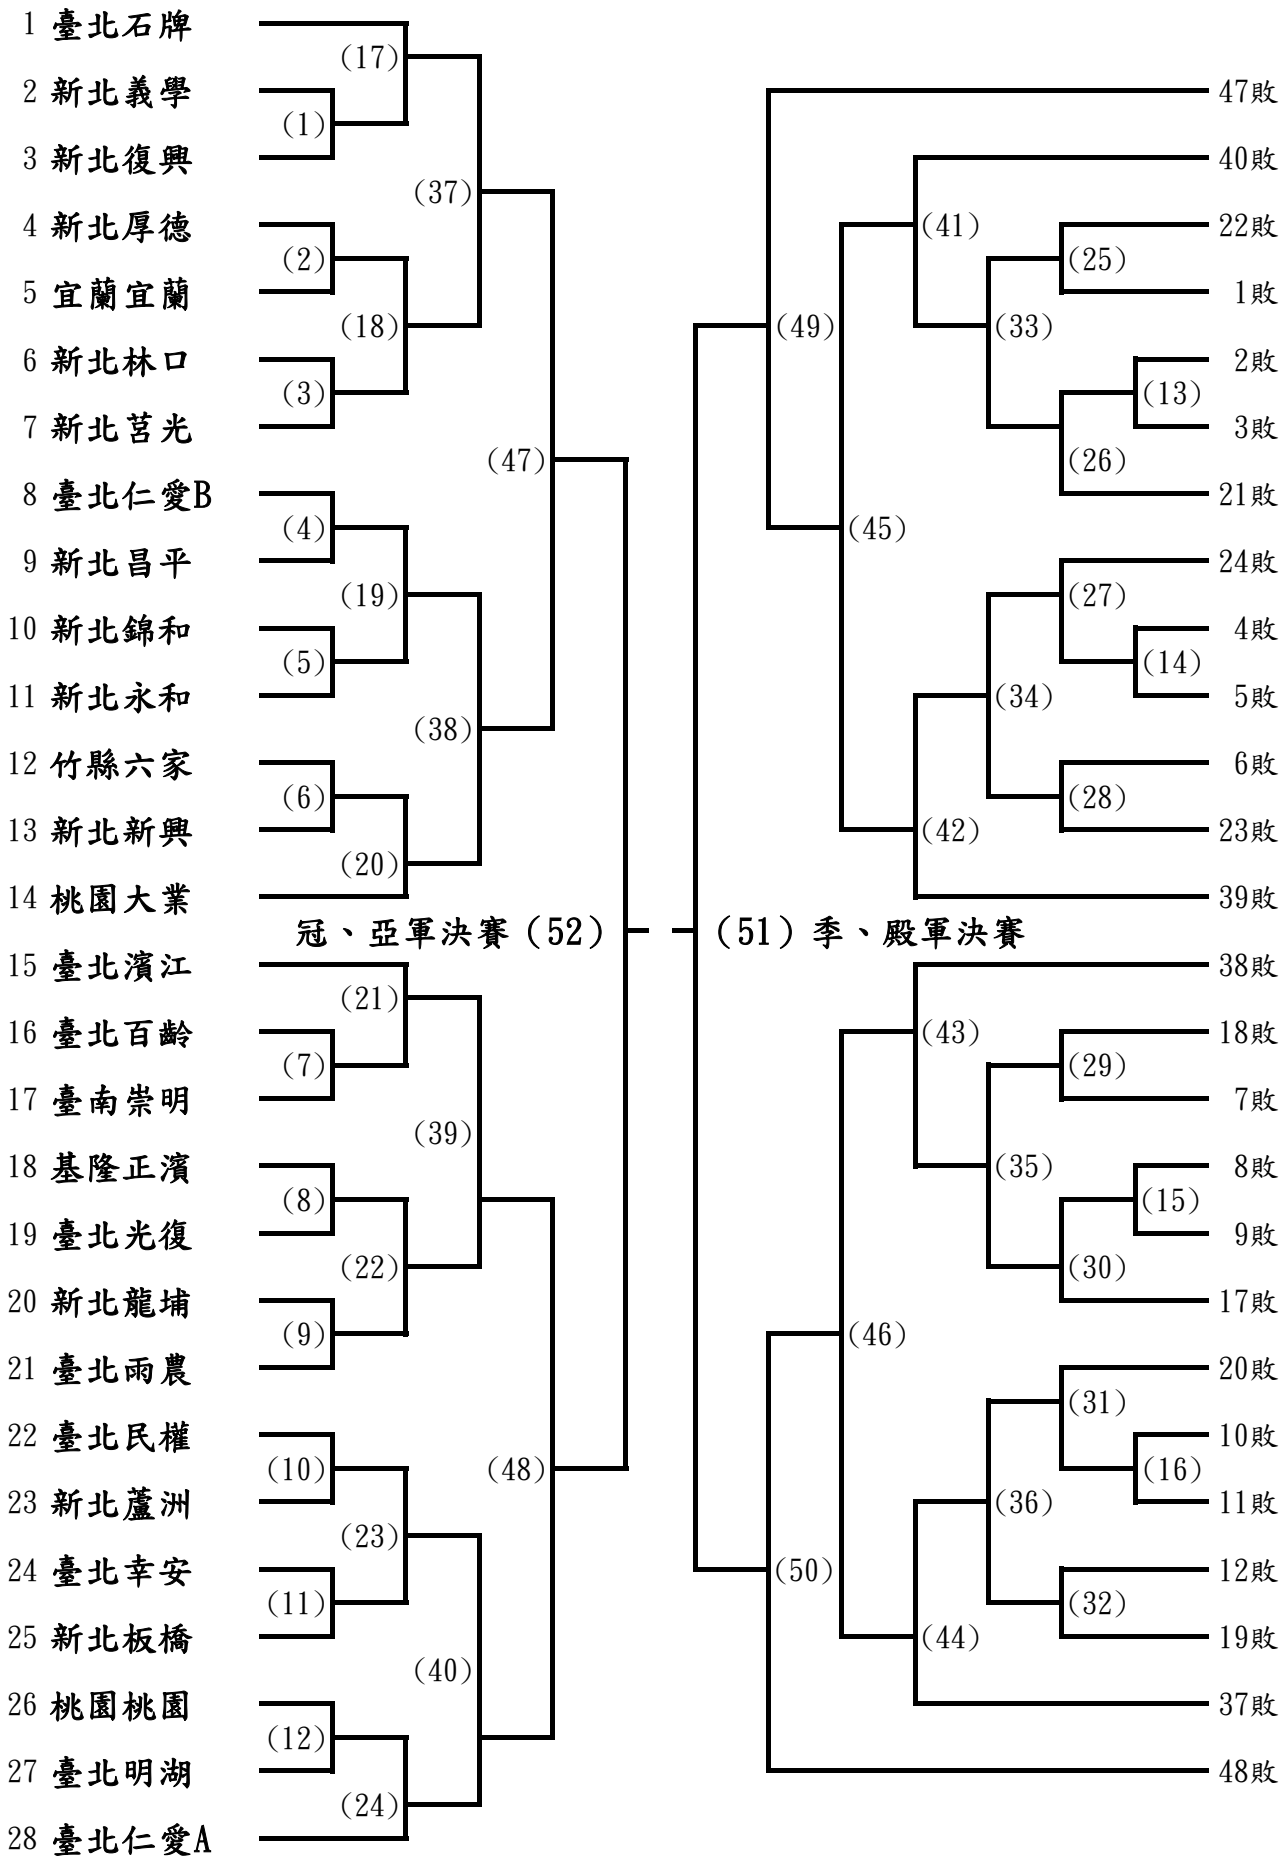 1 臺北石牌
(17)
2 新北義學
47敗
(1)
3 新北復興
40敗
(37)
4 新北厚德
(41)
22敗
(2)
(25)
5 宜蘭宜蘭
1敗
(18)
(49)
(33)
6 新北林口
2敗
(3)
(13)
7 新北莒光
3敗
(47)
(26)
8 臺北仁愛B
21敗
(4)
(45)
9 新北昌平
24敗
(19)
(27)
10 新北錦和
4敗
(5)
(14)
11 新北永和
(34)
5敗
(38)
12 竹縣六家
6敗
(6)
(28)
13 新北新興
(42)
23敗
(20)
14 桃園大業
39敗
冠、亞軍決賽(52)
(51)季、殿軍決賽
15 臺北濱江
38敗
(21)
16 臺北百齡
(43)
18敗
(7)
(29)
17 臺南崇明
7敗
(39)
18 基隆正濱
(35)
8敗
(8)
(15)
19 臺北光復
9敗
(22)
(30)
20 新北龍埔
17敗
(9)
(46)
21 臺北雨農
20敗
(31)
22 臺北民權
10敗
(10)
(48)
(16)
23 新北蘆洲
(36)
11敗
(23)
24 臺北幸安
(50)
12敗
(11)
(32)
25 新北板橋
(44)
19敗
(40)
26 桃園桃園
37敗
(12)
27 臺北明湖
48敗
(24)
28 臺北仁愛A